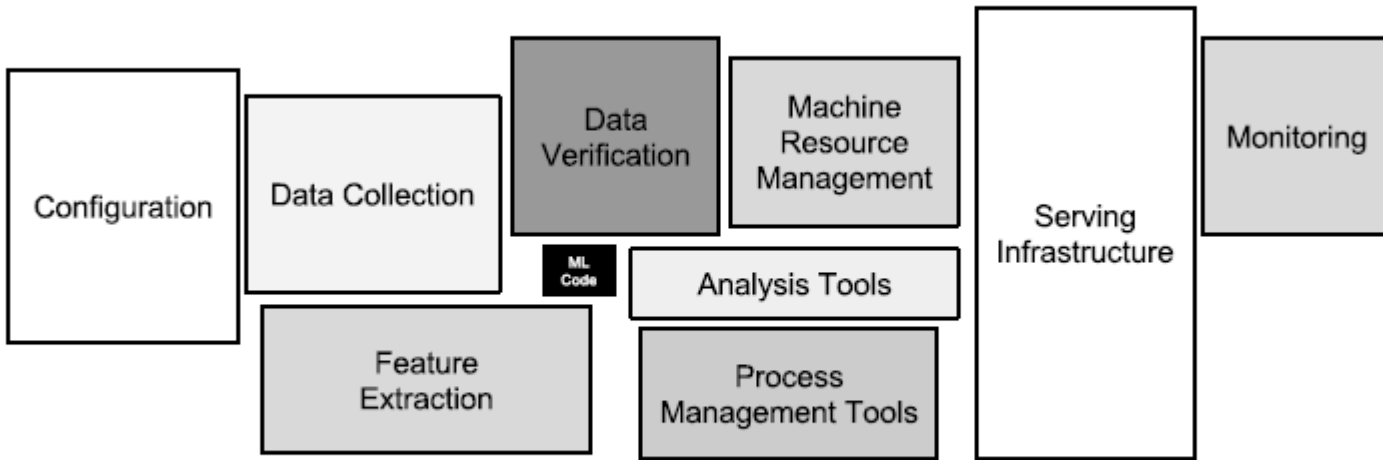 Configuration
Data Collection
Feature
Extraction
Data
Verification
ML
Code
Machine
Resource
Management
Analysis Tools
Process
Management Tools
Serving
Infrastructure
Monitoring